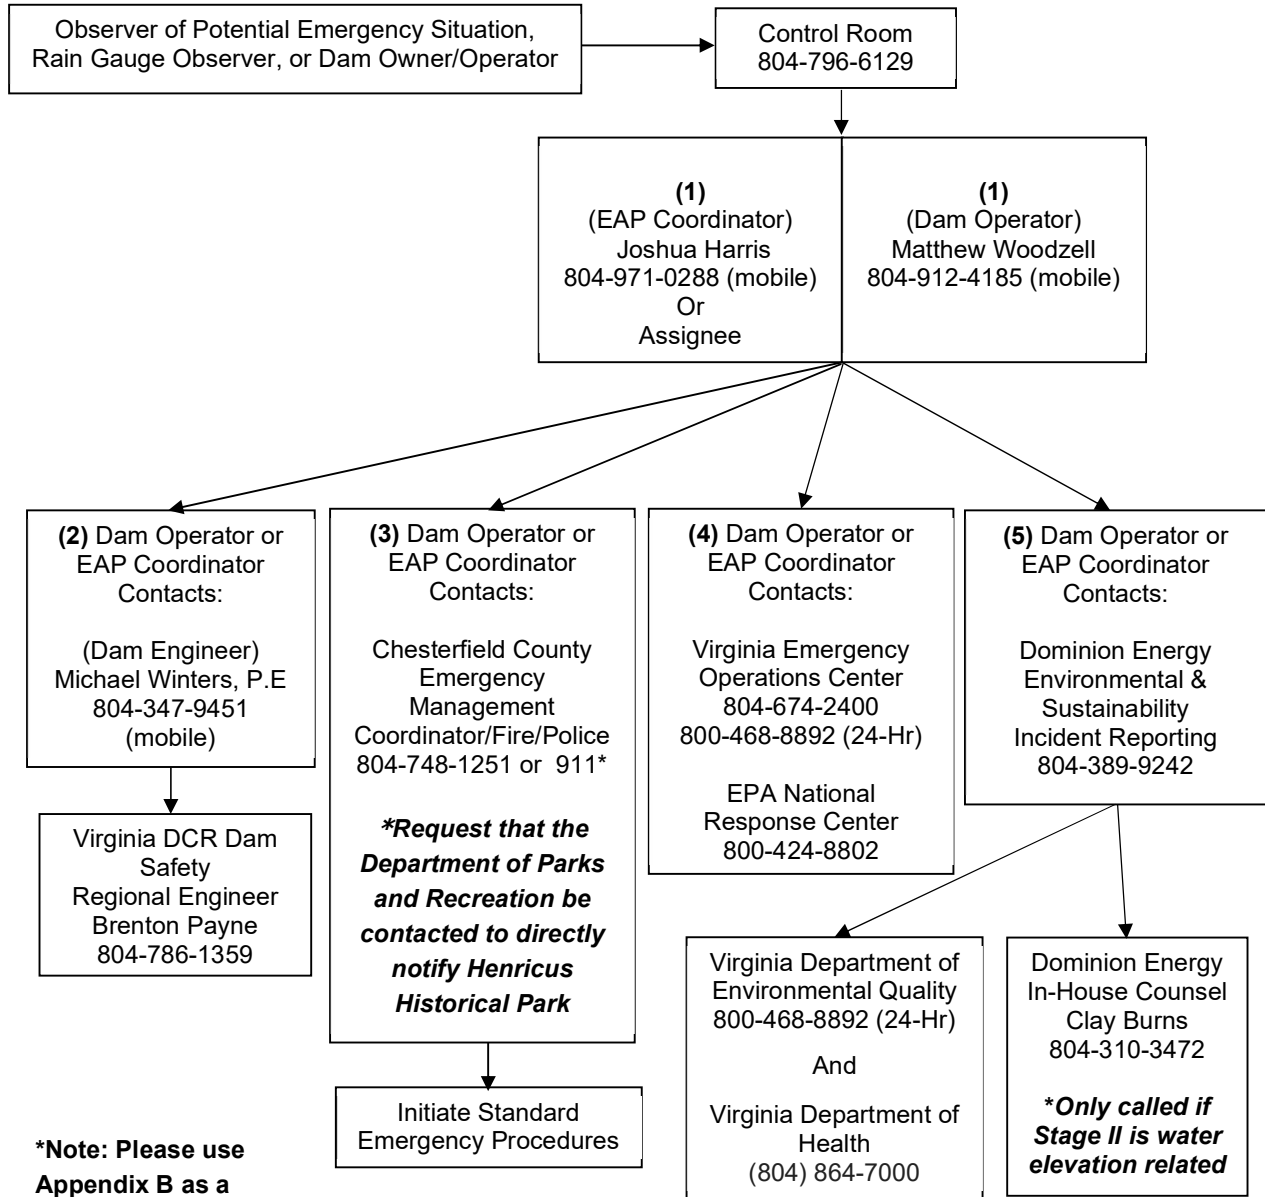 Observer of Potential Emergency Situation,
Rain Gauge Observer, or Dam Owner/Operator
Control Room
804-796-6129
(1)
(EAP Coordinator)
Joshua Harris
804-971-0288 (mobile)
Or
Assignee
(1)
(Dam Operator)
Matthew Woodzell
804-912-4185 (mobile)
(2) Dam Operator or
EAP Coordinator
Contacts:
(Dam Engineer)
Michael Winters, P.E
804-347-9451
(mobile)
Virginia DCR Dam
Safety
Regional Engineer
Brenton Payne
804-786-1359
(3) Dam Operator or
EAP Coordinator
Contacts:
Chesterfield County
Emergency
Management
Coordinator/Fire/Police
804-748-1251 or 911*
*Request that the
Department of Parks
and Recreation be
contacted to directly
notify Henricus
Historical Park
Initiate Standard
Emergency Procedures
(4) Dam Operator or
EAP Coordinator
Contacts:
Virginia Emergency
Operations Center
804-674-2400
800-468-8892 (24-Hr)
EPA National
Response Center
800-424-8802
(5) Dam Operator or
EAP Coordinator
Contacts:
Dominion Energy
Environmental &
Sustainability
Incident Reporting
804-389-9242
Virginia Department of
Environmental Quality
800-468-8892 (24-Hr)
And
Virginia Department of
Health
(804) 864-7000
Dominion Energy
In-House Counsel
Clay Burns
804-310-3472
*Only called if
Stage II is water
elevation related
*Note: Please use
Appendix B as a